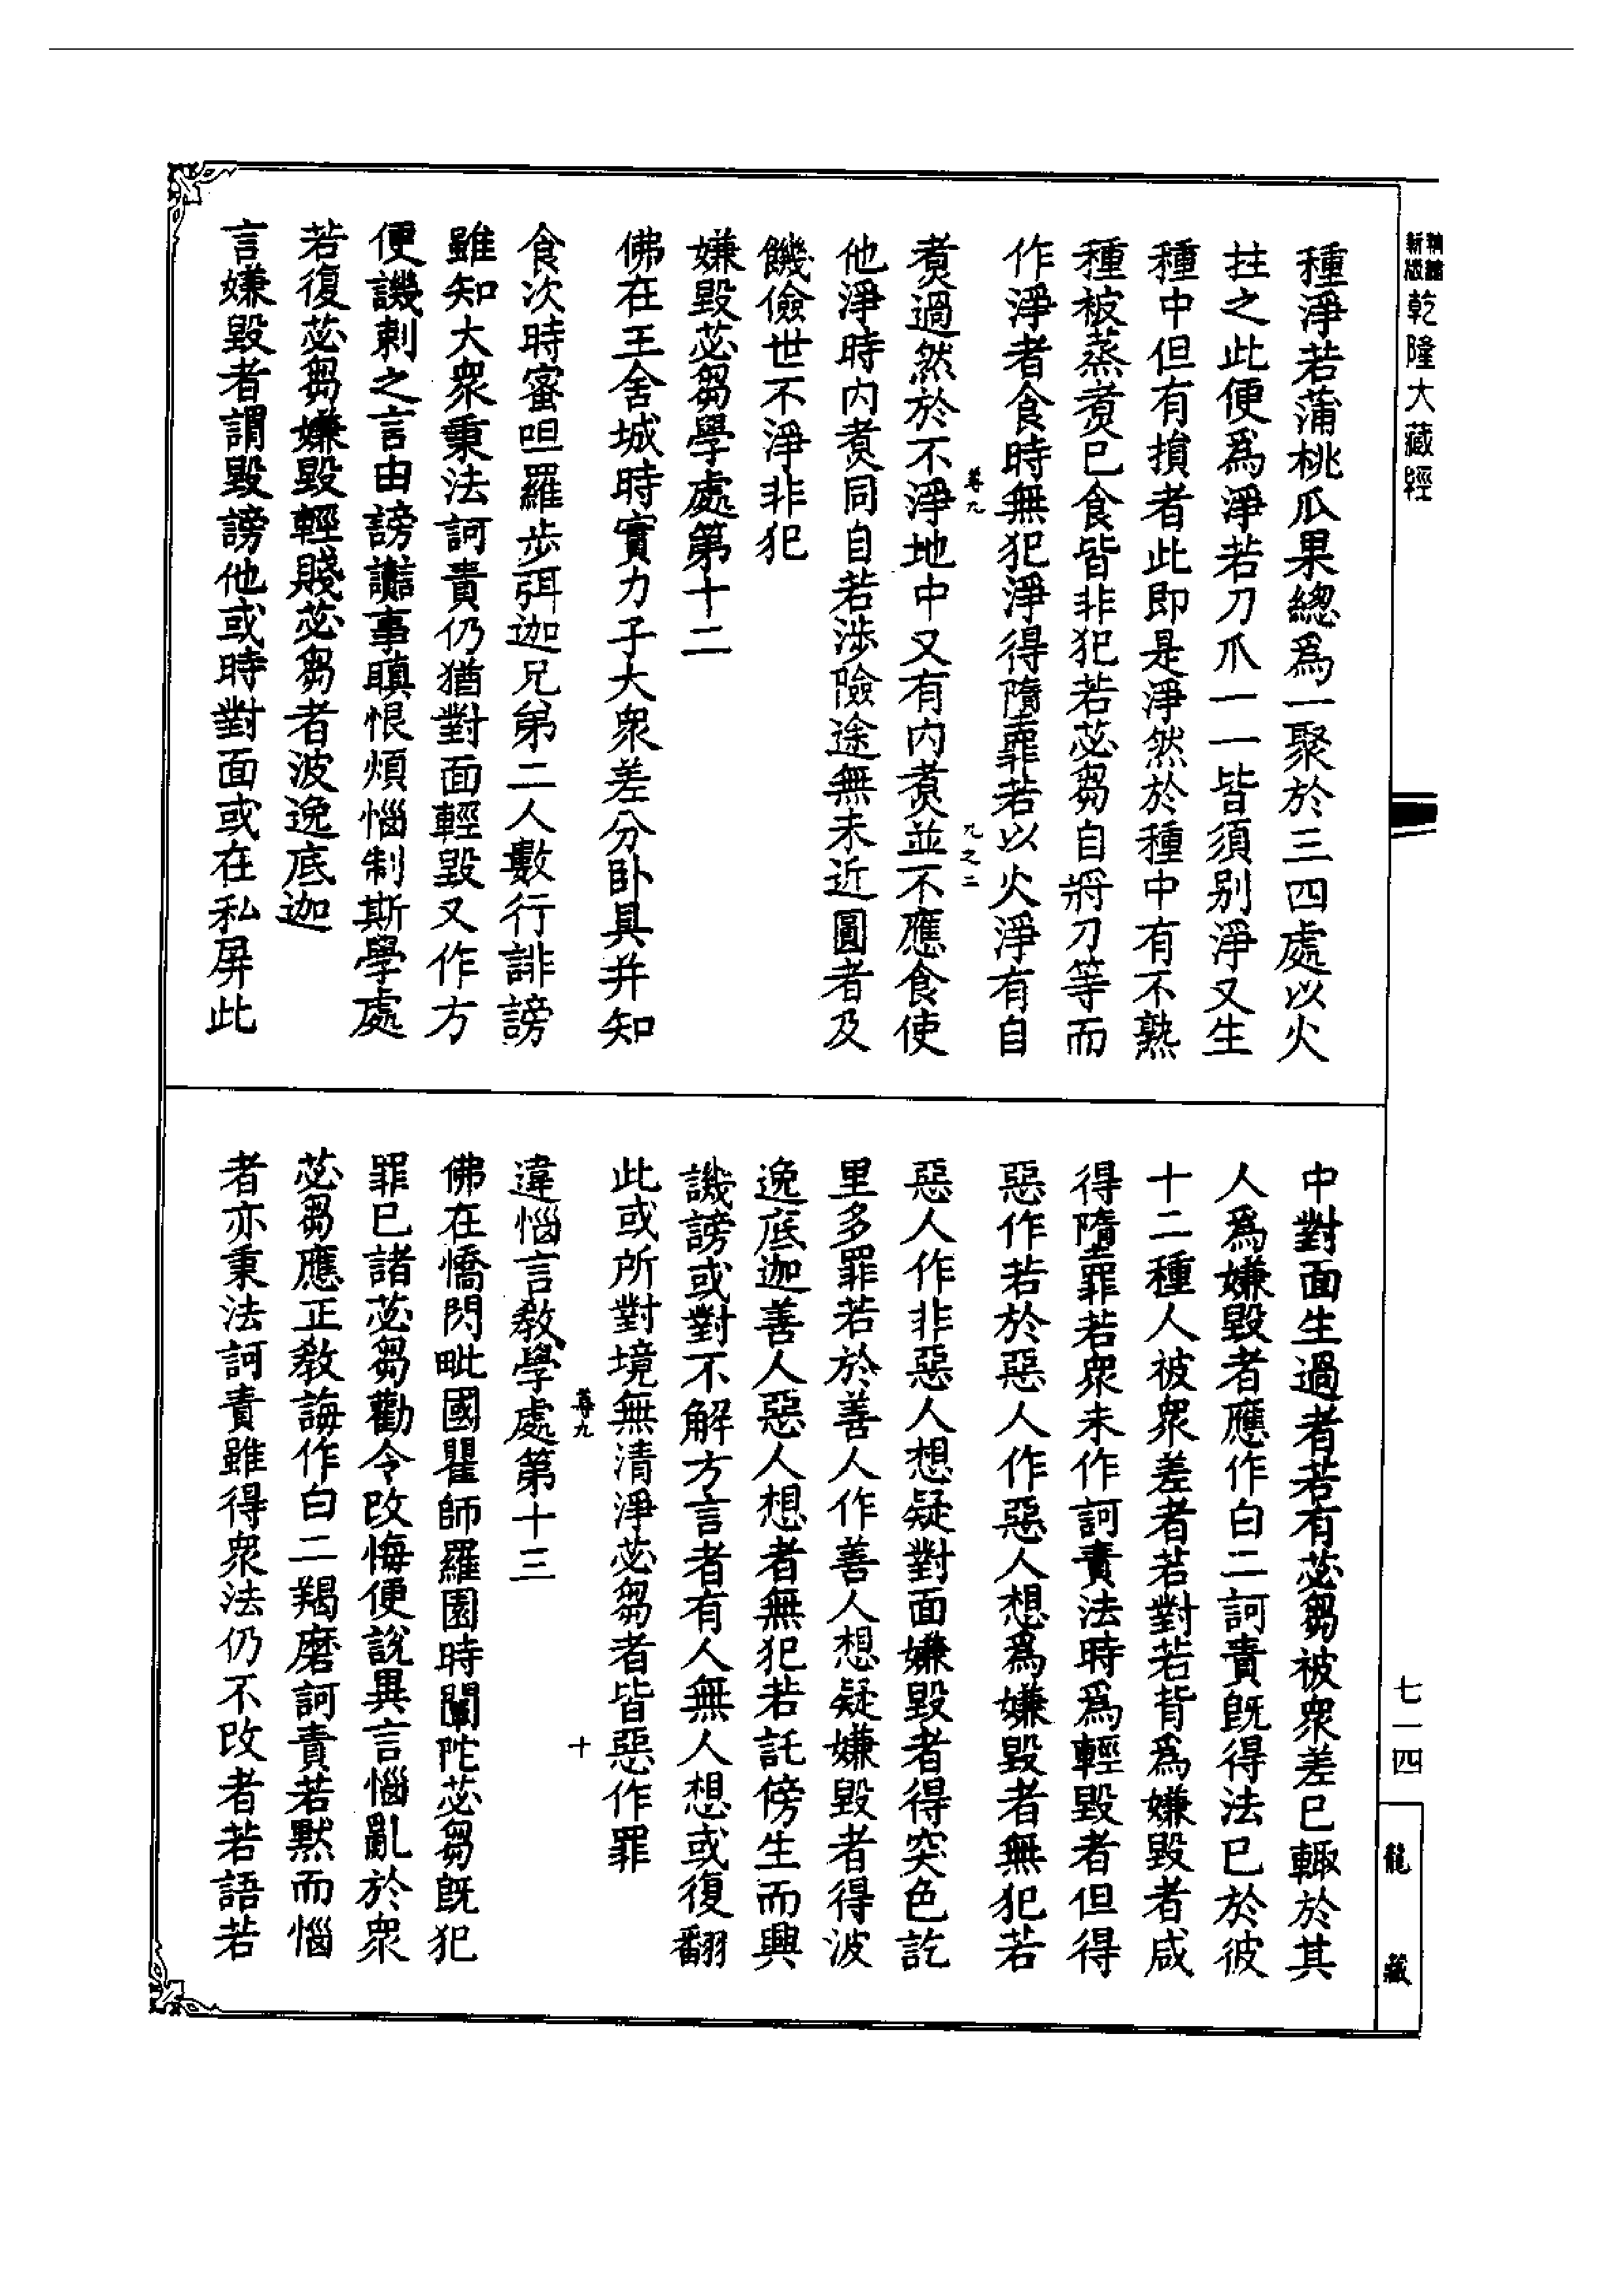 新版精譜乾隆大藏經
種淨若蒲桃瓜果總爲一聚於三四處以火
拄之此便爲淨若刀爪一一皆須别淨又生
種中但有損者此即是淨然於種中有不熟
種被蒸煑已食皆非犯若苾芻自將刀等而
作淨者食時無犯淨得墮罪若以火淨有自
尊九
九之二
煑過然於不淨地中又有内煑並不應食使
他淨時内煑同自若涉險途無未近圓者及
饑儉世不淨非犯
嫌毀苾芻學處第十二
佛在王舍城時實力子大衆差分卧具并知
食次時蜜呾羅步弭迦兄弟二人數行誹謗
雖知大衆秉法訶責仍猶對面輕毀又作方
便譏刺之言由謗讟事瞋恨煩惱制斯學處
若復苾芻嫌毀輕賤苾芻者波逸底迦
言嫌毀者謂毀謗他或時對面或在私屏此
中對面生過者若有苾芻被衆差已輙於其
人爲嫌毀者應作白二訶責旣得法已於彼
十二種人被衆差者若對若背爲嫌毀者咸
得墮罪若衆未作訶責法時爲輕毀者但得
惡作若於惡人作惡人想爲嫌毀者無犯若
惡人作非惡人想疑對面嫌毀者得突色訖
里多罪若於善人作善人想疑嫌毀者得波
逸底迦善人惡人想者無犯若託傍生而興
譏謗或對不解方言者有人無人想或復翻
此或所對境無清淨苾芻者皆惡作罪
尊九
十
違惱言敎學處第十三
佛在憍閃毗國瞿師羅園時闡陀苾芻旣犯
罪已諸苾芻勸令改悔便說異言惱亂於衆
苾芻應正敎誨作白二羯磨訶責若默而惱
者亦秉法訶責雖得衆法仍不改者若語若
七一四
龍藏